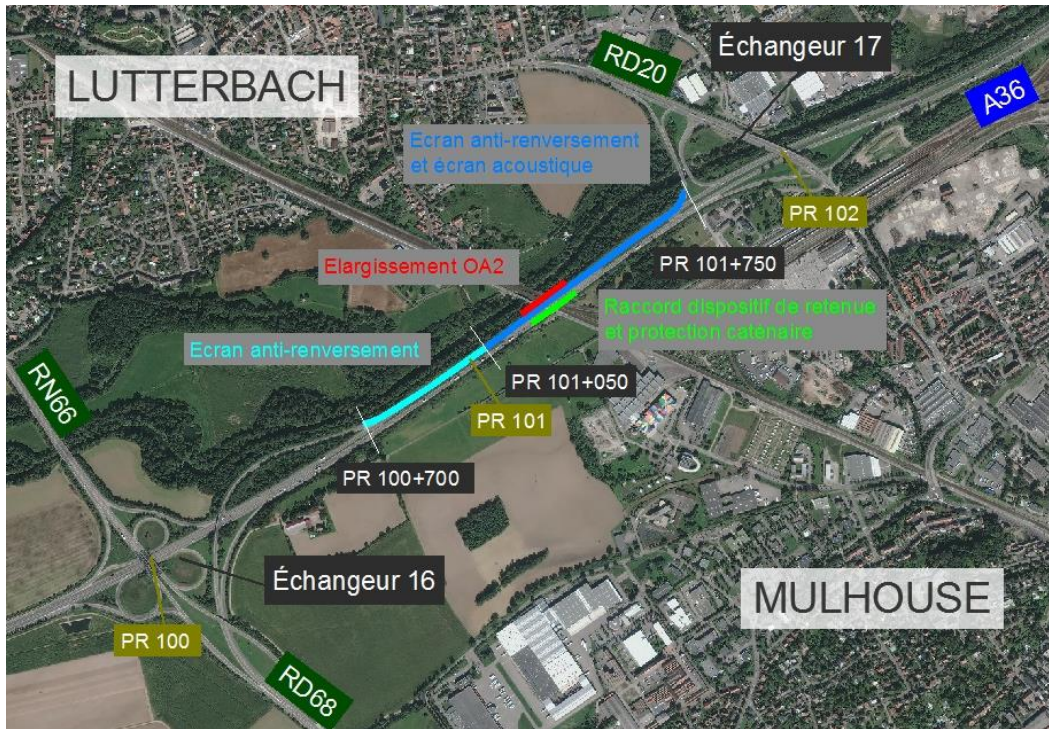 Échangeur 17
RD20
LUTTERBACH
A36
Ecran anti-renversement
et écran acoustique
PR 102
PR 101+750
Elargissement OA2
Raccord dispositif de retenue
et protection caténaire
Ecran anti-renversement
RN66
PR 101+050
PR 101
PR 100+700
Échangeur 16
MULHOUSE
PR 100
RD68